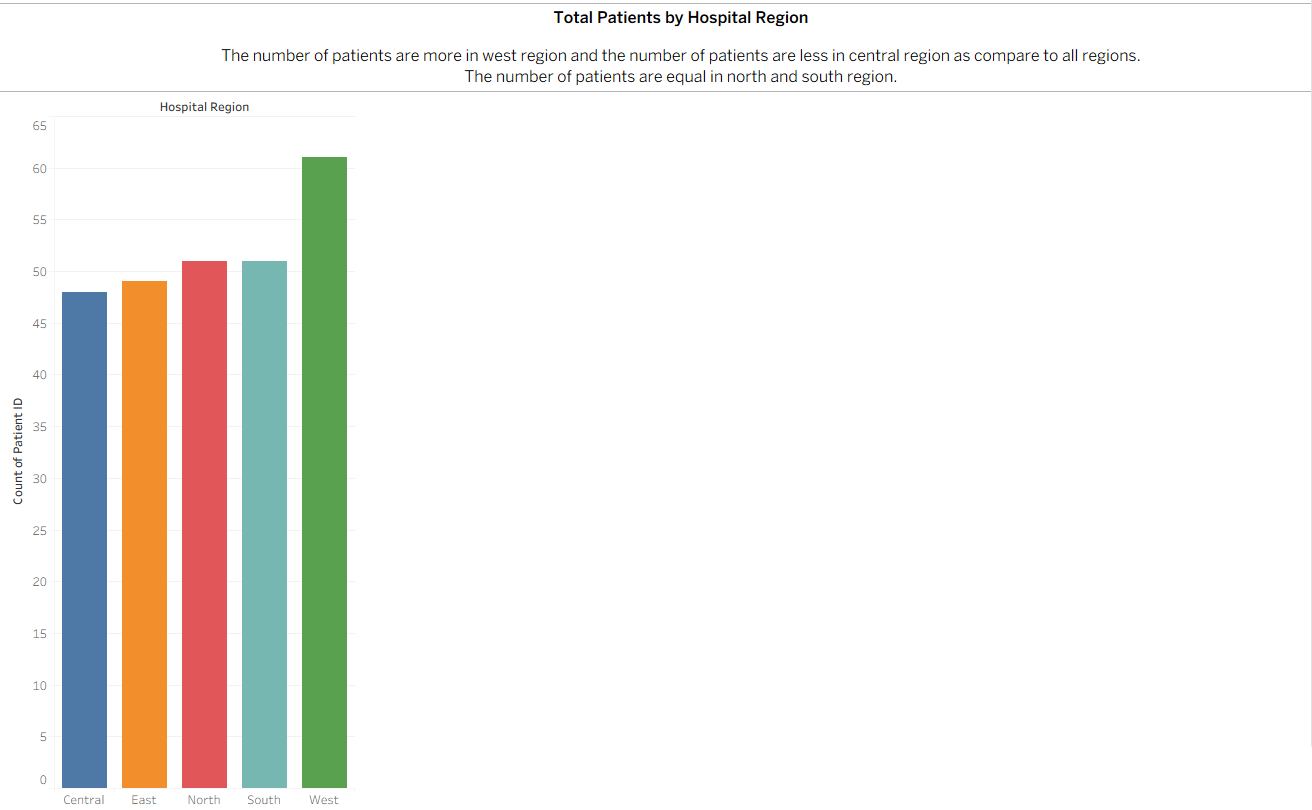 Total Patients by Hospital Region
The number of patients are more in west region and the number of patients are less in central region as compare to all regions.
The number of patients are equal in north and south region.
Hospital Region
65
60
55
50
45
40
35
30
25
20
15
10
5
0
Count of Patient ID
Central East North South West